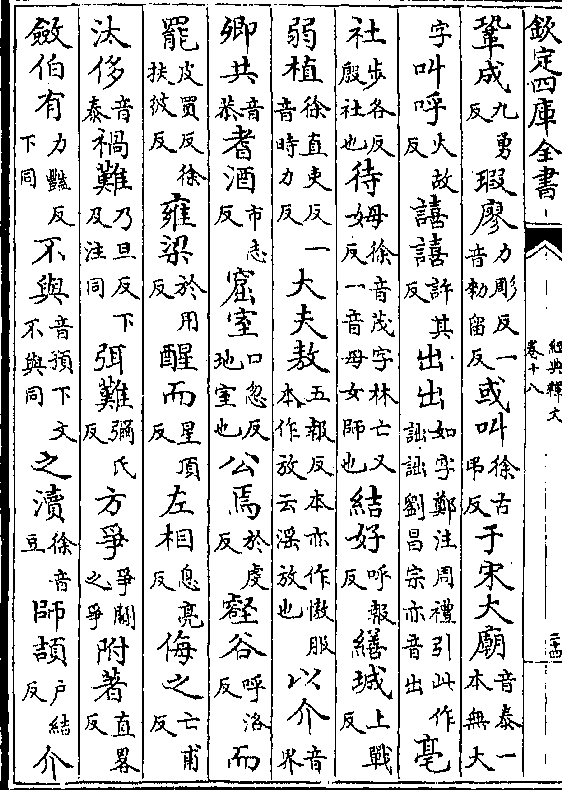 欽定四庫全書
經典釋文
卷十八
二十四
鞏成九勇反瑕廖力彫反一音勑留反或叫徐古弔反于宋大廟音泰一本無大
字叫呼火故反譆譆許其反出出如字鄭注周禮引此作詘詘劉昌宗亦音出亳
社步各反殷社也待姆徐音茂字林亡又反一音母女師也結好呼報反繕城上戰反
弱植徐直吏反一音時力反大夫敖五報反本亦作傲服本作放云淫放也以介音界
卿共音恭耆酒市志反窟室口忽反地室也公焉於虔反壑谷呼洛反而
罷皮買反徐扶彼反雍梁於用反醒而星頂反左相息亮反侮之亡甫反
汰侈音泰禍難乃旦反下及注同弭難彌氏反方爭爭鬭之爭附著直畧反
斂伯有力豔反下同不與音預下文不與同之瀆徐音豆師頡戶結反介